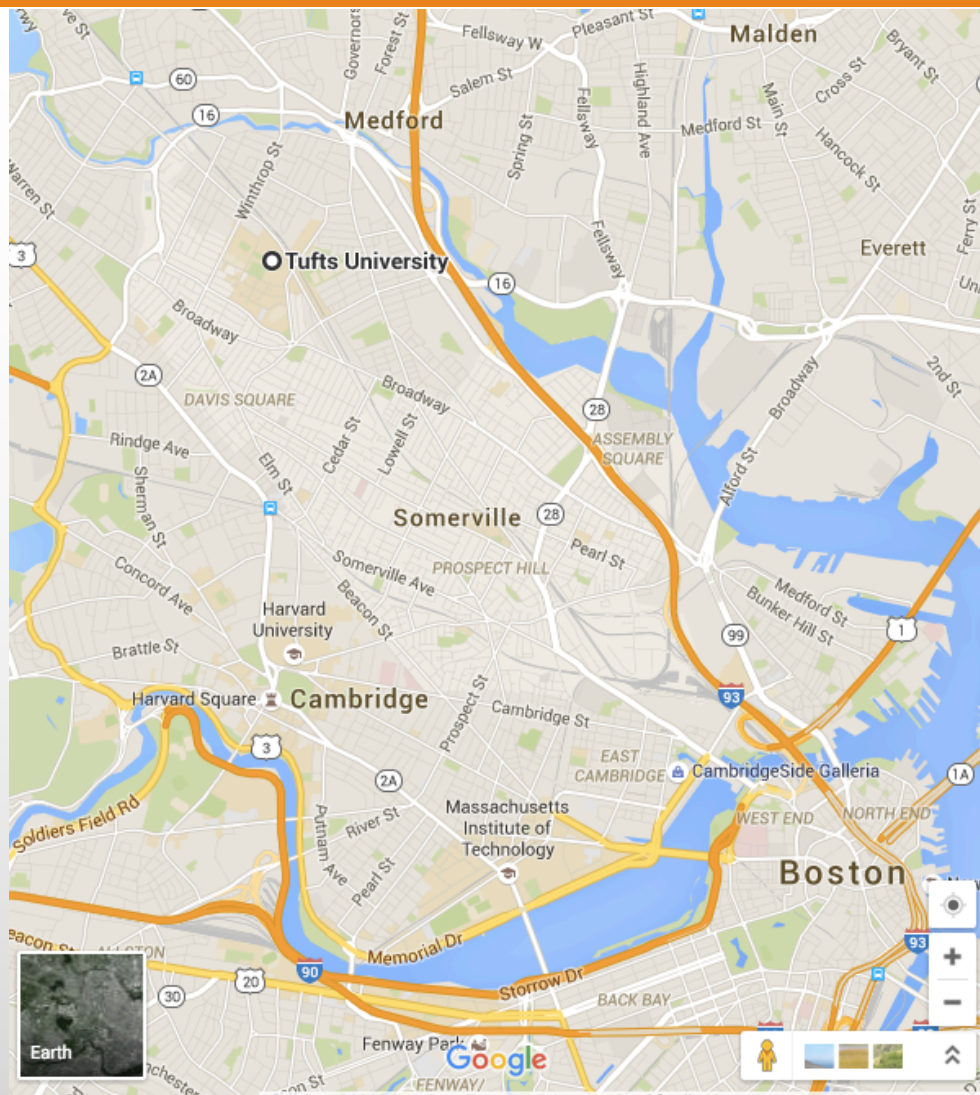 Pleasant St
Fellsway W
Malden
Governors
Forest St
Salem St
Bryant St
60
Cross St
Main St
16
Medford
Fellsway
Highland Ave
Medford St
Spring St
Hancock St
Winthrop St
Warren St
Ferry St
Everett
3
Tufts University
Fellsway
16
Broadway
2nd St
2A
Broadway
Broadway
DAVIS SQUARE
28
Rindge Ave
Cedar St
Lowell St
ASSEMBLY
SQUARE
Elm St
Sherman St
Alford St
Somerville
28
Pearl St
Somerville Ave
PROSPECT HILL
Concord Ave
Beacon St
Medford St
Bunker Hill St
Harvard
University
1
99
Brattle St
Harvard Square
Cambridge
Prospect St
93
Cambridge St
3
EAST
CAMBRIDGE
CambridgeSide Galleria
1A
2A
Massachusetts
Institute of
Technology
Soldiers Field Rd
Putnam Ave
River St
WEST END
NORTH END
Pearl St
Boston
Memorial Dr
93
ALLSTON
90
20
Storrow Dr
30
BACK BAY
Earth
Fenway Park
Google
FENWAY/